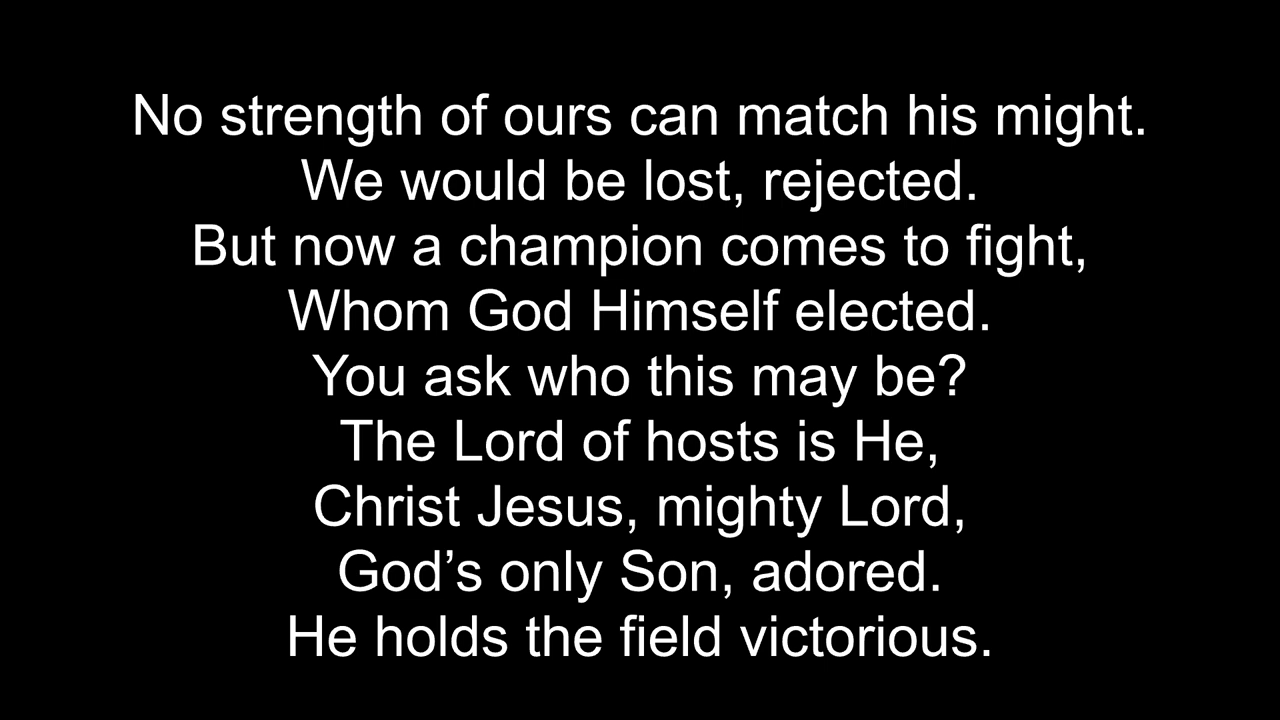 No strength of ours can match his might.
We would be lost, rejected.
But now a champion comes to fight,
Whom God Himself elected.
You ask who this may be?
The Lord of hosts is He,
Christ Jesus, mighty Lord,
God’s only Son, adored.
He holds the field victorious.